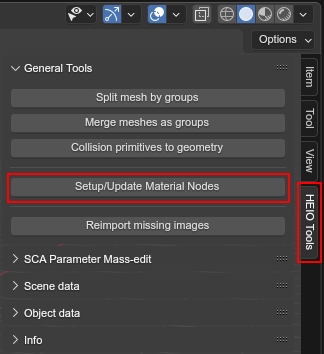 Options
General Tools
Split mesh by groups
Merge meshes as groups
Collision primitives to geometry
Setup/Update Material Nodes
Reimport missing images
SCA Parameter Mass-edit
Scene data
Object data
Info
Item
Tool
View
HEIO Tools